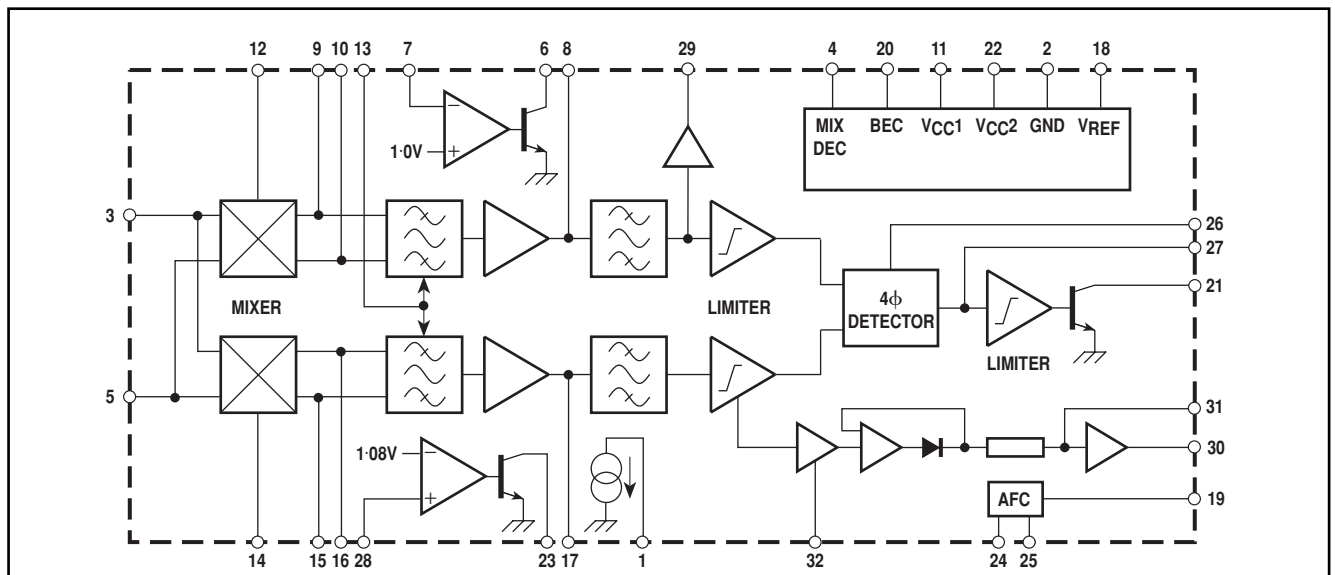 12 9 10 13 7 6 8 29 4 20 11 22 2 18
MIX DEC BEC VCC1 VCC2 GND VREF
−
1·0V +
3
26
27
21
MIXER
LIMITER
4ϕ DETECTOR
LIMITER
5
31
30
1·08V −
+
AFC
19
14 15 16 28 23 17 1 32 24 25